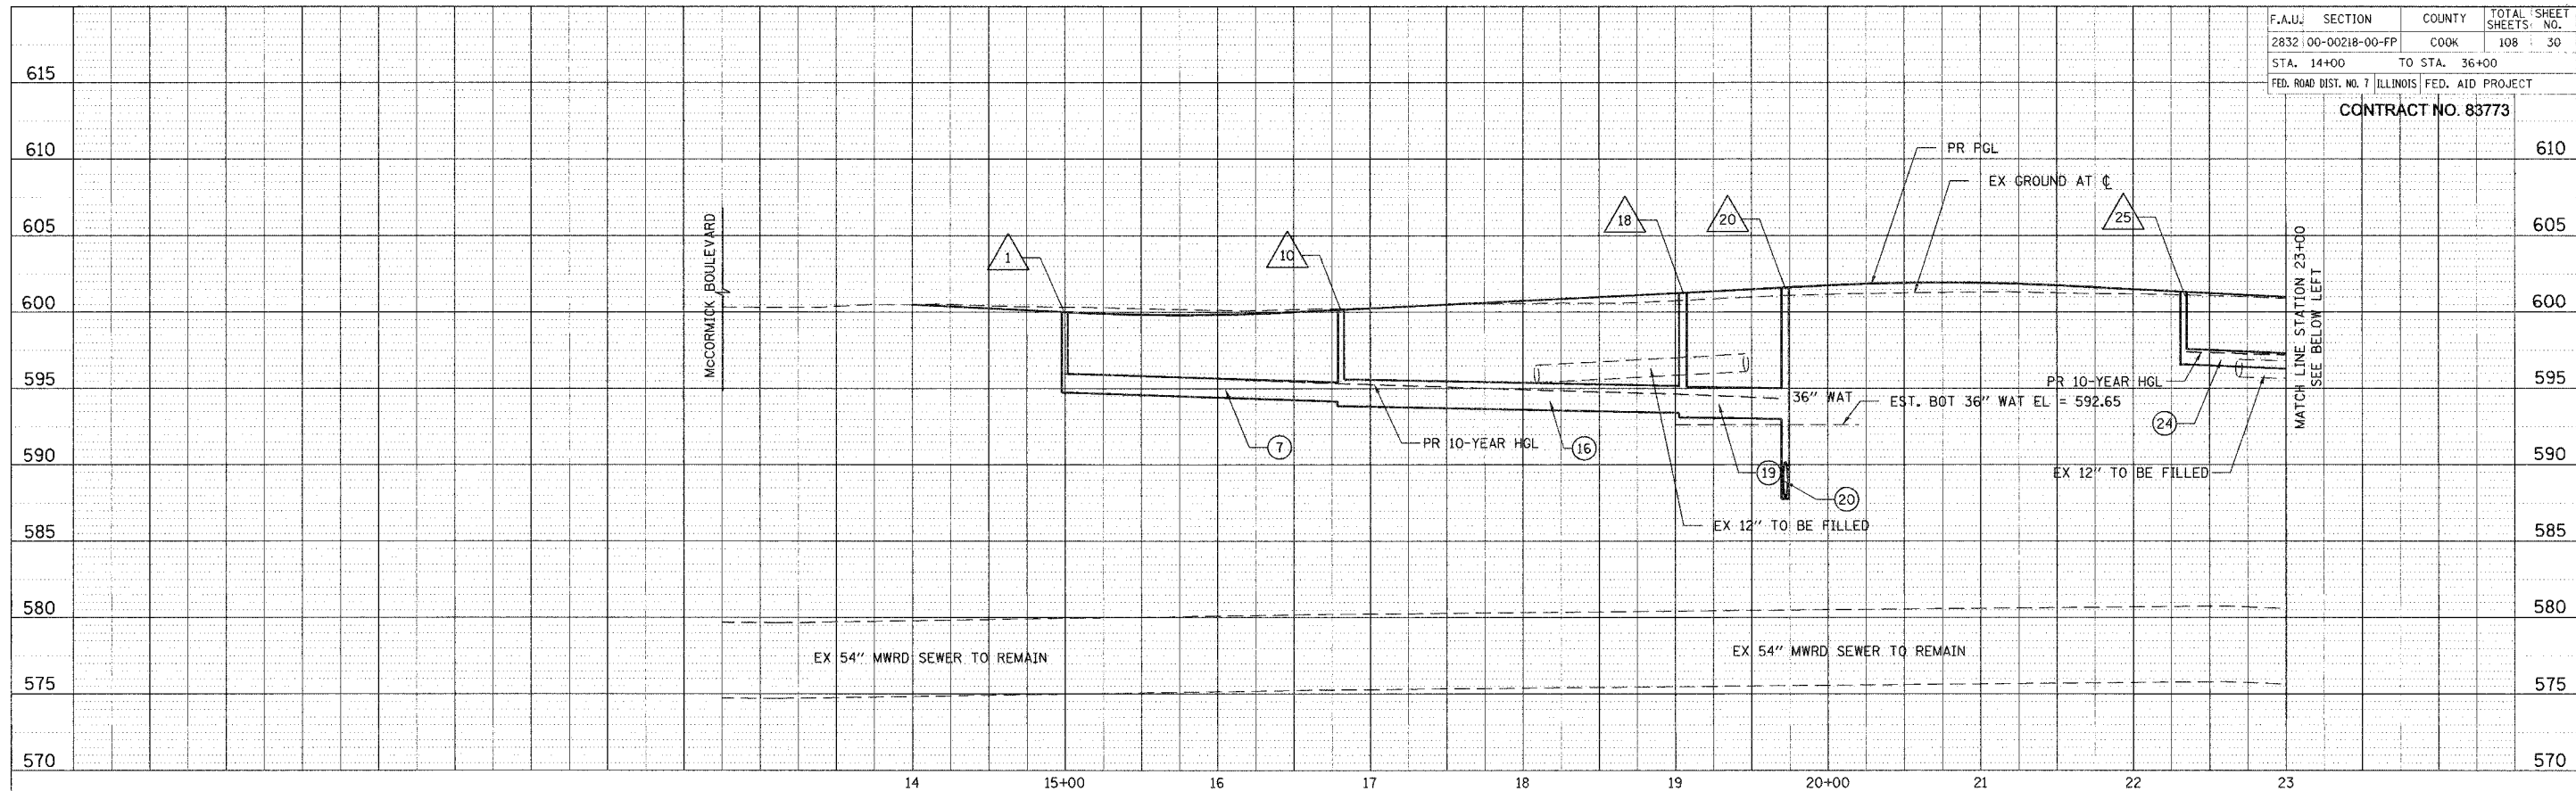 F.A.U. SECTION COUNTY TOTAL SHEETS SHEET NO.
2832 00-00218-00-FP COOK 108 30
STA. 14+00 TO STA. 36+00
FED. ROAD DIST. NO. 7 ILLINOIS FED. AID PROJECT
CONTRACT NO. 83773
615
610 610
605 605
600 600
595 595
590 590
585 585
580 580
575 575
570 570
PR PGL
EX GROUND AT ℄
McCORMICK BOULEVARD
1
10
18
20
25
MATCH LINE STATION 23+00
SEE BELOW LEFT
36" WAT
EST. BOT 36" WAT EL = 592.65
PR 10-YEAR HGL
24
7
PR 10-YEAR HGL
16
19
20
EX 12" TO BE FILLED
EX 12" TO BE FILLED
EX 54" MWRD SEWER TO REMAIN
EX 54" MWRD SEWER TO REMAIN
14 15+00 16 17 18 19 20+00 21 22 23